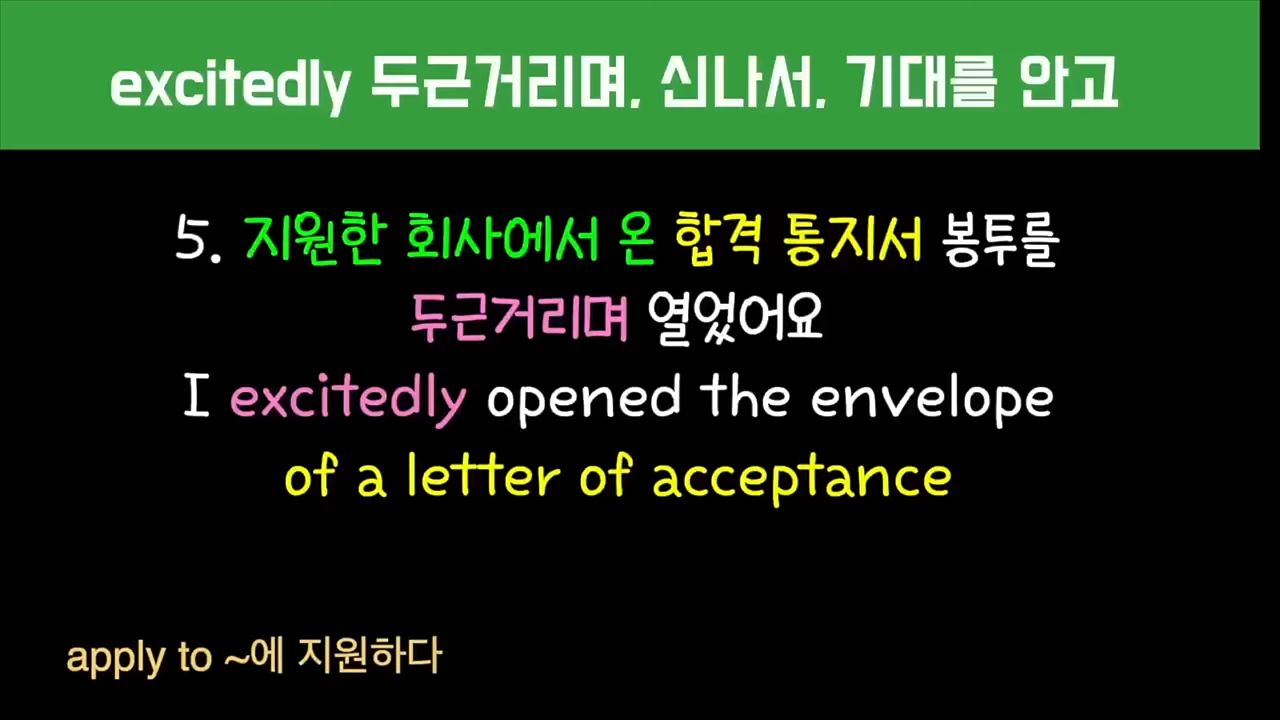 excitedly 두근거리며, 신나서, 기대를 안고
5. 지원한 회사에서 온 합격 통지서 봉투를
두근거리며 열었어요
I excitedly opened the envelope
of a letter of acceptance
apply to ~에 지원하다